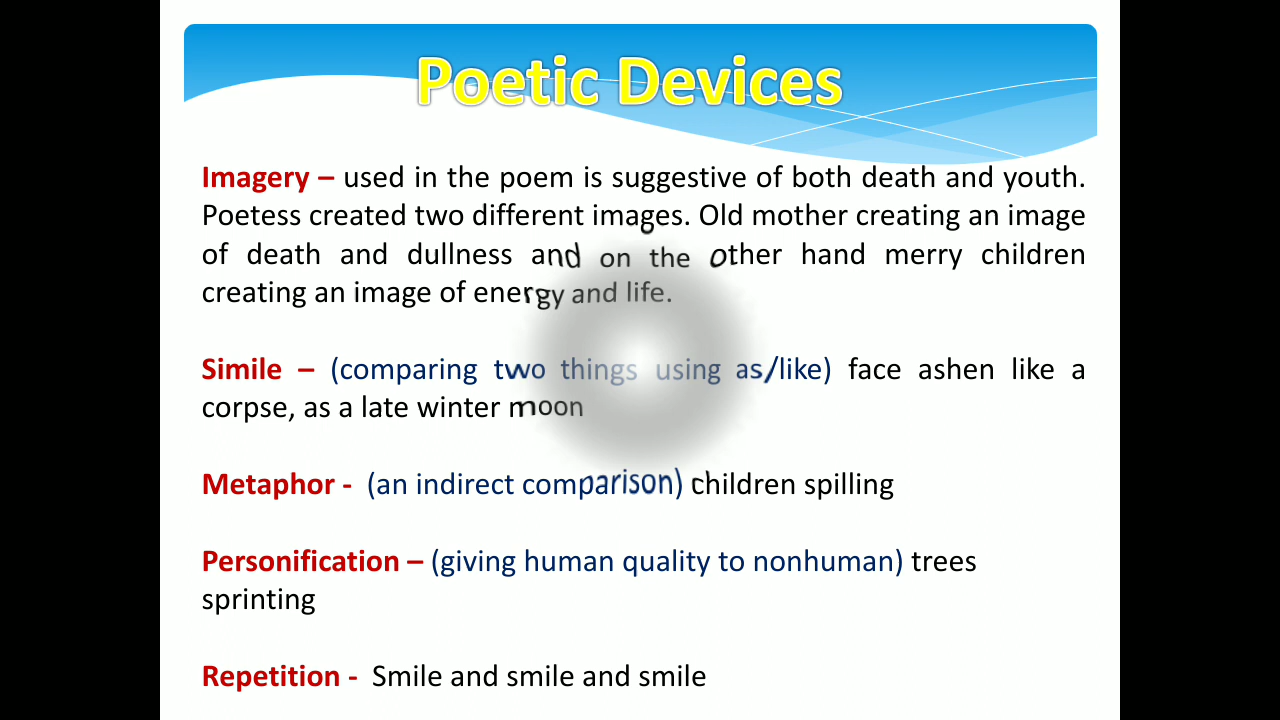 Poetic Devices
Imagery – used in the poem is suggestive of both death and youth.
Poetess created two different images. Old mother creating an image
of death and dullness and on the other hand merry children
creating an image of energy and life.
Simile – (comparing two things using as/like) face ashen like a
corpse, as a late winter moon
Metaphor - (an indirect comparison) children spilling
Personification – (giving human quality to nonhuman) trees
sprinting
Repetition - Smile and smile and smile